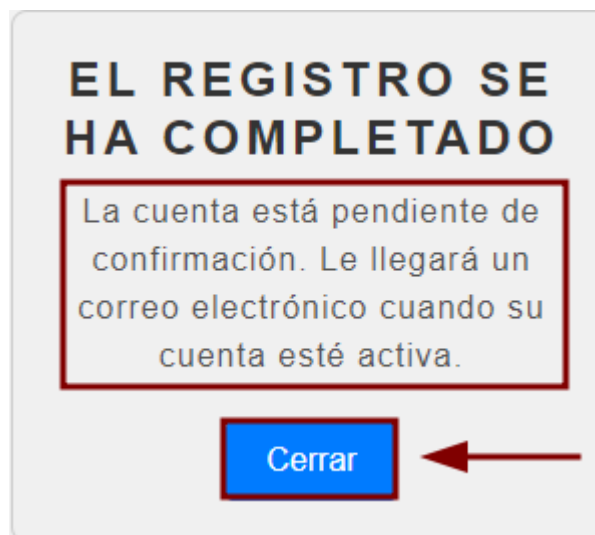 EL REGISTRO SE
HA COMPLETADO
La cuenta está pendiente de
confirmación. Le llegará un
correo electrónico cuando su
cuenta esté activa.
Cerrar